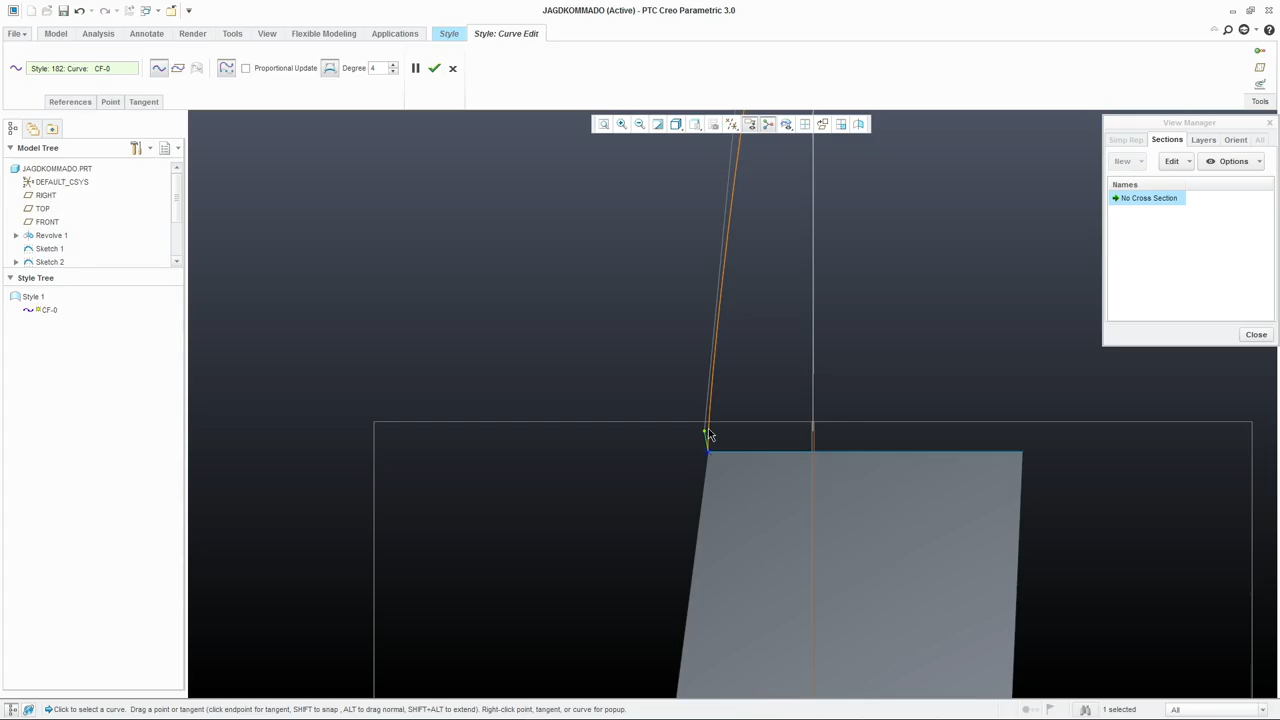 JAGDKOMMADO (Active) - PTC Creo Parametric 3.0
File Model Analysis Annotate Render Tools View Flexible Modeling Applications Style Style: Curve Edit
Style: 182: Curve: CF-0 Proportional Update Degree 4
References Point Tangent Tools
Model Tree
JAGDKOMMADO.PRT
DEFAULT_CSYS
RIGHT
TOP
FRONT
Revolve 1
Sketch 1
Sketch 2
Style Tree
Style 1
CF-0
View Manager
Simp Rep Sections Layers Orient All
New Edit Options
Names
No Cross Section
Close
Click to select a curve. Drag a point or tangent (click endpoint for tangent, SHIFT to snap , ALT to drag normal, SHIFT+ALT to extend). Right-click point, tangent, or curve for popup.
1 selected All